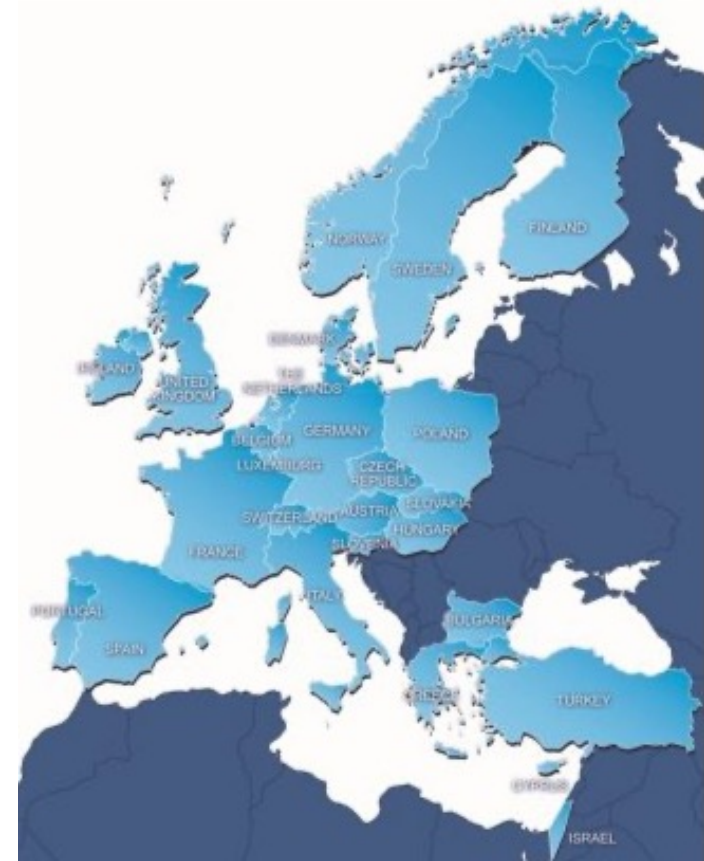 NORWAY
FINLAND
SWEDEN
DENMARK
IRELAND
UNITED
KINGDOM
THE
NETHERLANDS
BELGIUM
GERMANY
POLAND
LUXEMBURG
CZECH
REPUBLIC
SLOVAKIA
AUSTRIA
SWITZERLAND
HUNGARY
SLOVENIA
FRANCE
ITALY
PORTUGAL
SPAIN
BULGARIA
GREECE
TURKEY
CYPRUS
ISRAEL